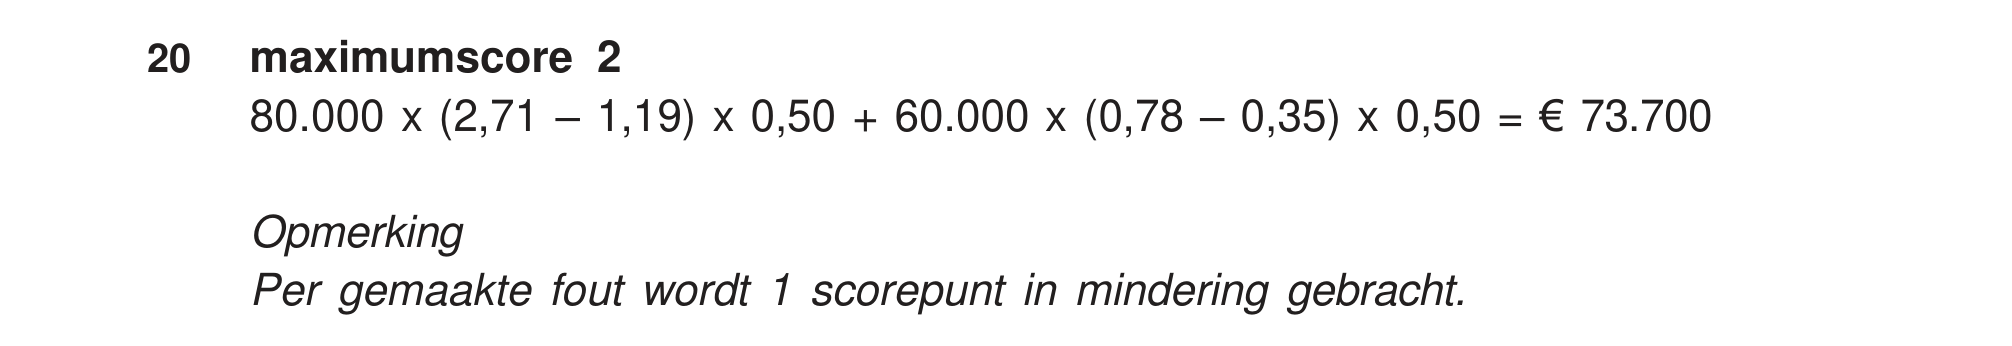 20 maximumscore 2
80.000 x (2,71 – 1,19) x 0,50 + 60.000 x (0,78 – 0,35) x 0,50 = € 73.700
Opmerking
Per gemaakte fout wordt 1 scorepunt in mindering gebracht.